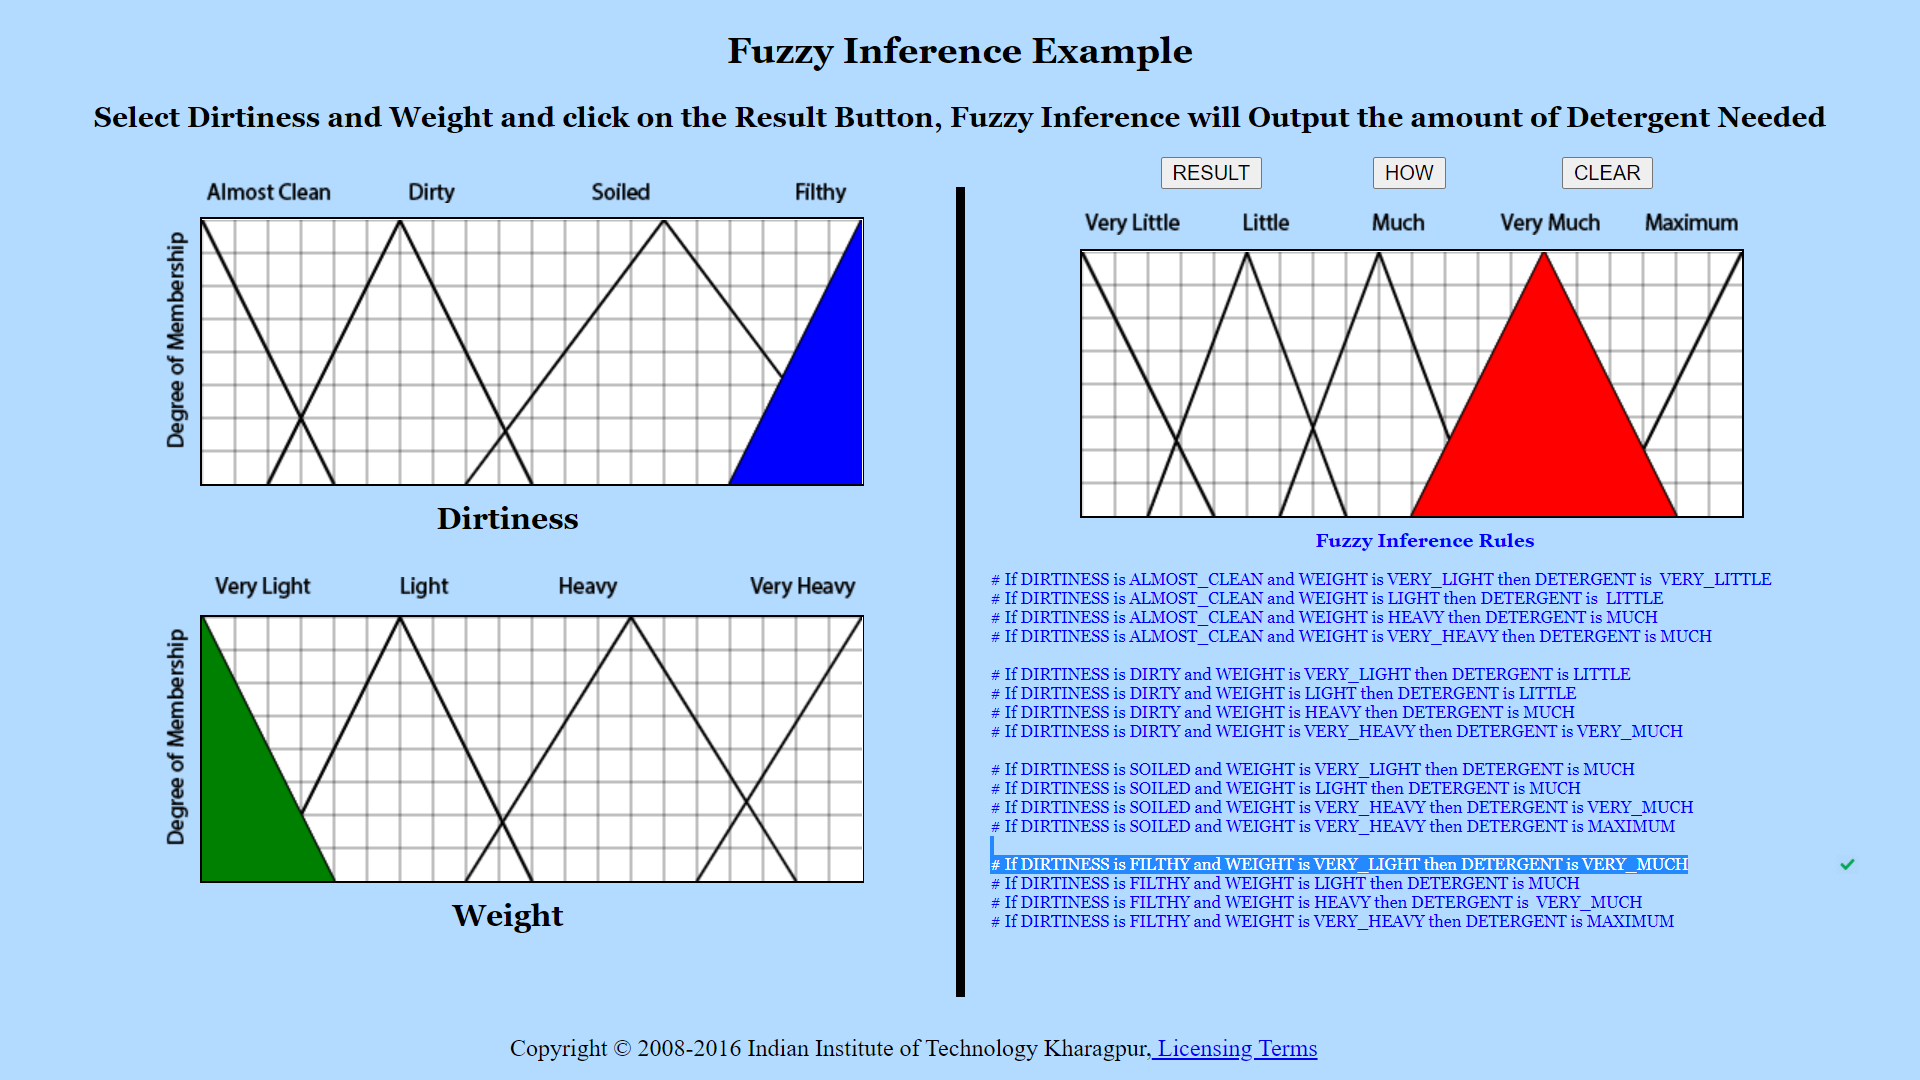 Fuzzy Inference Example
Select Dirtiness and Weight and click on the Result Button, Fuzzy Inference will Output the amount of Detergent Needed
Almost Clean Dirty Soiled Filthy
Degree of Membership
Dirtiness
Very Light Light Heavy Very Heavy
Degree of Membership
Weight
RESULT HOW CLEAR
Very Little Little Much Very Much Maximum
Fuzzy Inference Rules
# If DIRTINESS is ALMOST_CLEAN and WEIGHT is VERY_LIGHT then DETERGENT is VERY_LITTLE
# If DIRTINESS is ALMOST_CLEAN and WEIGHT is LIGHT then DETERGENT is LITTLE
# If DIRTINESS is ALMOST_CLEAN and WEIGHT is HEAVY then DETERGENT is MUCH
# If DIRTINESS is ALMOST_CLEAN and WEIGHT is VERY_HEAVY then DETERGENT is MUCH
# If DIRTINESS is DIRTY and WEIGHT is VERY_LIGHT then DETERGENT is LITTLE
# If DIRTINESS is DIRTY and WEIGHT is LIGHT then DETERGENT is LITTLE
# If DIRTINESS is DIRTY and WEIGHT is HEAVY then DETERGENT is MUCH
# If DIRTINESS is DIRTY and WEIGHT is VERY_HEAVY then DETERGENT is VERY_MUCH
# If DIRTINESS is SOILED and WEIGHT is VERY_LIGHT then DETERGENT is MUCH
# If DIRTINESS is SOILED and WEIGHT is LIGHT then DETERGENT is MUCH
# If DIRTINESS is SOILED and WEIGHT is VERY_HEAVY then DETERGENT is VERY_MUCH
# If DIRTINESS is SOILED and WEIGHT is VERY_HEAVY then DETERGENT is MAXIMUM
# If DIRTINESS is FILTHY and WEIGHT is VERY_LIGHT then DETERGENT is VERY_MUCH
# If DIRTINESS is FILTHY and WEIGHT is LIGHT then DETERGENT is MUCH
# If DIRTINESS is FILTHY and WEIGHT is HEAVY then DETERGENT is VERY_MUCH
# If DIRTINESS is FILTHY and WEIGHT is VERY_HEAVY then DETERGENT is MAXIMUM
Copyright © 2008-2016 Indian Institute of Technology Kharagpur, Licensing Terms